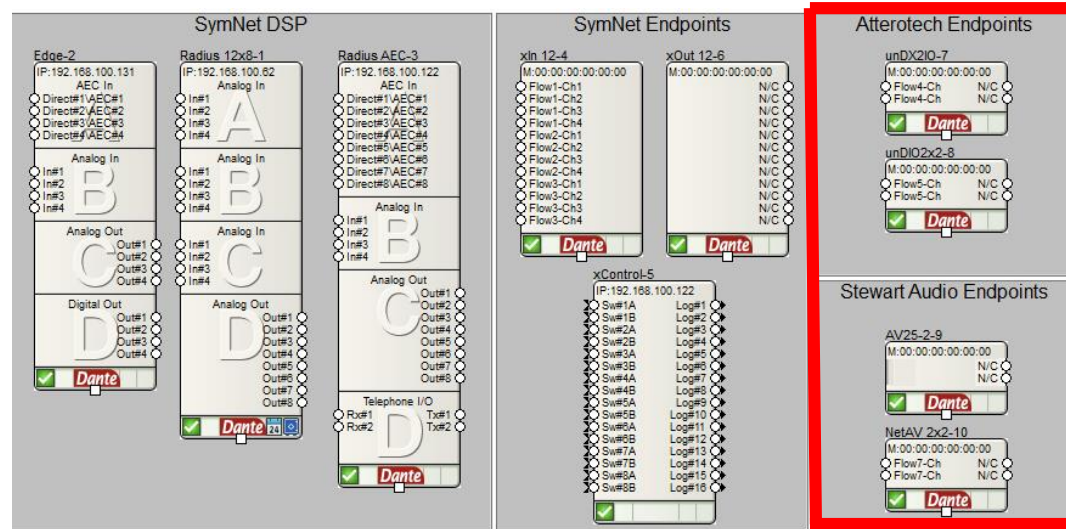 SymNet DSP
Edge-2
IP:192.168.100.131
AEC In
Direct#1\AEC#1
Direct#2\AEC#2
Direct#3\AEC#3
Direct#4\AEC#4
Analog In
B
In#1
In#2
In#3
In#4
Analog Out
C
Out#1
Out#2
Out#3
Out#4
Digital Out
D
Out#1
Out#2
Out#3
Out#4
Dante
Radius 12x8-1
IP:192.168.100.62
Analog In
A
In#1
In#2
In#3
In#4
Analog In
B
In#1
In#2
In#3
In#4
Analog In
C
In#1
In#2
In#3
In#4
Analog Out
D
Out#1
Out#2
Out#3
Out#4
Out#5
Out#6
Out#7
Out#8
Dante
24
Radius AEC-3
IP:192.168.100.122
Direct#1\AEC#1
Direct#2\AEC#2
Direct#3\AEC#3
Direct#4\AEC#4
Direct#5\AEC#5
Direct#6\AEC#6
Direct#7\AEC#7
Direct#8\AEC#8
Analog In
B
In#1
In#2
In#3
In#4
Analog Out
C
Out#1
Out#2
Out#3
Out#4
Out#5
Out#6
Out#7
Out#8
Telephone I/O
D
Rx#1 Tx#1
Rx#2 Tx#2
Dante
SymNet Endpoints
xIn 12-4
M:00:00:00:00:00:00
Flow1-Ch1
Flow1-Ch2
Flow1-Ch3
Flow1-Ch4
Flow2-Ch1
Flow2-Ch2
Flow2-Ch3
Flow2-Ch4
Flow3-Ch1
Flow3-Ch2
Flow3-Ch3
Flow3-Ch4
Dante
xOut 12-6
M:00:00:00:00:00:00
N/C
N/C
N/C
N/C
N/C
N/C
N/C
N/C
N/C
N/C
N/C
N/C
Dante
xControl-5
IP:192.168.100.122
Sw#1A Log#1
Sw#1B Log#2
Sw#2A Log#3
Sw#2B Log#4
Sw#3A Log#5
Sw#3B Log#6
Sw#4A Log#7
Sw#4B Log#8
Sw#5A Log#9
Sw#5B Log#10
Sw#6A Log#11
Sw#6B Log#12
Sw#7A Log#13
Sw#7B Log#14
Sw#8A Log#15
Sw#8B Log#16
Atterotech Endpoints
unDX2IO-7
M:00:00:00:00:00:00
Flow4-Ch N/C
Flow4-Ch N/C
Dante
unDIO2x2-8
M:00:00:00:00:00:00
Flow5-Ch N/C
Flow5-Ch N/C
Dante
Stewart Audio Endpoints
AV25-2-9
M:00:00:00:00:00:00
N/C
N/C
Dante
NetAV 2x2-10
M:00:00:00:00:00:00
Flow7-Ch N/C
Flow7-Ch N/C
Dante